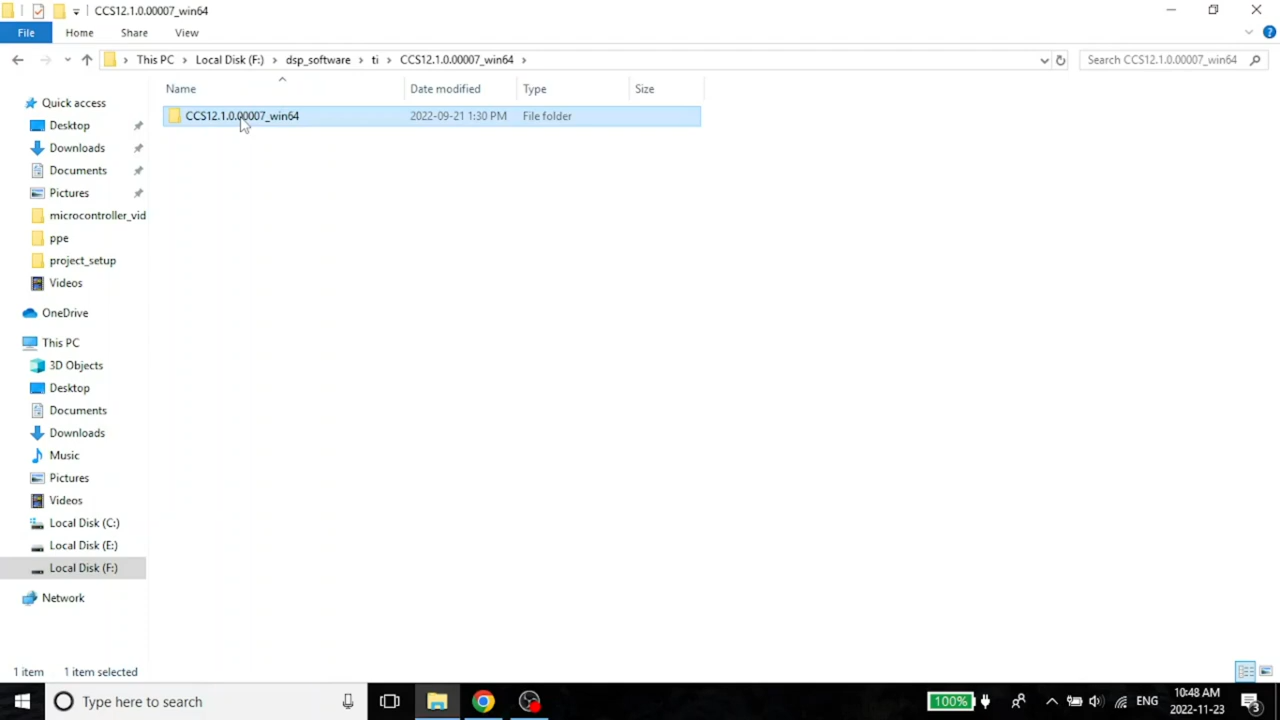 CCS12.1.0.00007_win64
File Home Share View
This PC Local Disk (F:) dsp_software ti CCS12.1.0.00007_win64 Search CCS12.1.0.00007_win64
Name Date modified Type Size
CCS12.1.0.00007_win64 2022-09-21 1:30 PM File folder
Quick access
Desktop
Downloads
Documents
Pictures
microcontroller_vid
ppe
project_setup
Videos
OneDrive
This PC
3D Objects
Desktop
Documents
Downloads
Music
Pictures
Videos
Local Disk (C:)
Local Disk (E:)
Local Disk (F:)
Network
1 item 1 item selected
Type here to search 100% ENG 10:48 AM
2022-11-23 3